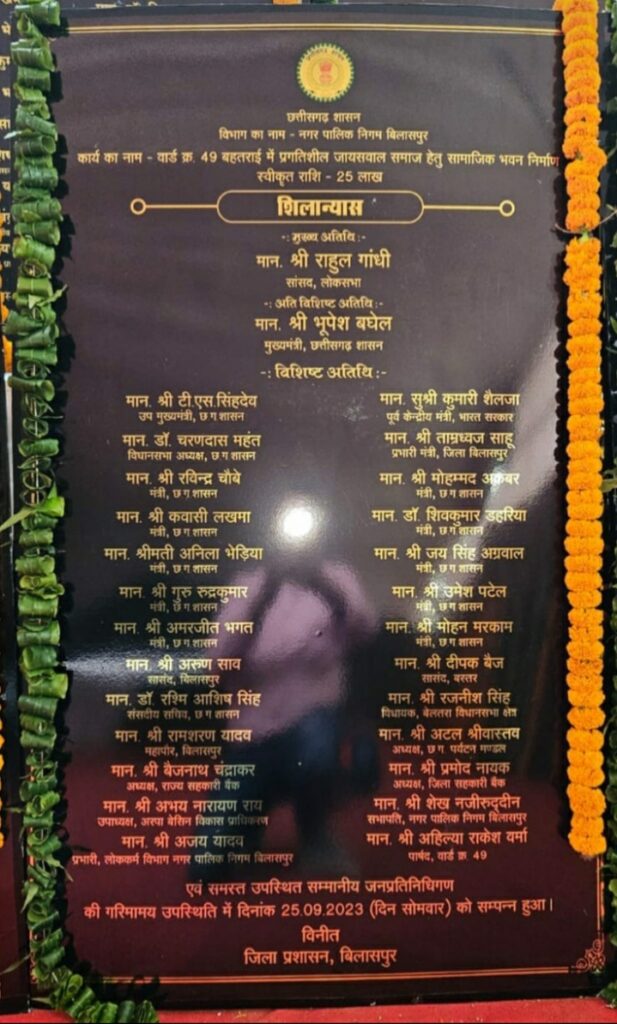 छत्तीसगढ़ शासन
विभाग का नाम - नगर पालिक निगम बिलासपुर
कार्य का नाम - वार्ड क्र. 49 बहतराई में प्रगतिशील जायसवाल समाज हेतु सामाजिक भवन निर्माण
स्वीकृत राशि - 25 लाख
शिलान्यास
-: मुख्य अतिथि :-
मान. श्री राहुल गांधी
सांसद, लोकसभा
-: अति विशिष्ट अतिथि :-
मान. श्री भूपेश बघेल
मुख्यमंत्री, छत्तीसगढ़ शासन
-: विशिष्ट अतिथि :-
मान. श्री टी.एस.सिंहदेव
उप मुख्यमंत्री, छ ग शासन
मान. सुश्री कुमारी शैलजा
पूर्व केन्द्रीय मंत्री, भारत सरकार
मान. डॉ. चरणदास महंत
विधानसभा अध्यक्ष, छ ग शासन
मान. श्री ताम्रध्वज साहू
प्रभारी मंत्री, जिला बिलासपुर
मान. श्री रविन्द्र चौबे
मंत्री, छ ग शासन
मान. श्री मोहम्मद अकबर
मंत्री, छ ग शासन
मान. श्री कवासी लखमा
मंत्री, छ ग शासन
मान. डॉ. शिवकुमार डहरिया
मंत्री, छ ग शासन
मान. श्रीमती अनिला भेड़िया
मंत्री, छ ग शासन
मान. श्री जय सिंह अग्रवाल
मंत्री, छ ग शासन
मान. श्री गुरु रुद्रकुमार
मंत्री, छ ग शासन
मान. श्री उमेश पटेल
मंत्री, छ ग शासन
मान. श्री अमरजीत भगत
मंत्री, छ ग शासन
मान. श्री मोहन मरकाम
मंत्री, छ ग शासन
मान. श्री अरुण साव
सासंद, बिलासपुर
मान. श्री दीपक बैज
सासंद, बस्तर
मान. डॉ. रश्मि आशिष सिंह
संसदीय सचिव, छ ग शासन
मान. श्री रजनीश सिंह
विधायक, बेलतरा विधानसभा क्षेत्र
मान. श्री रामशरण यादव
महापौर, बिलासपुर
मान. श्री अटल श्रीवास्तव
अध्यक्ष, छ ग. पर्यटन मण्डल
मान. श्री बैजनाथ चंद्राकर
अध्यक्ष, राज्य सहकारी बैंक
मान. श्री प्रमोद नायक
अध्यक्ष, जिला सहकारी बैंक
मान. श्री अभय नारायण राय
उपाध्यक्ष, अरपा बेसिन विकास प्राधिकरण
मान. श्री शेख नजीरुद्दीन
सभापति, नगर पालिक निगम बिलासपुर
मान. श्री अजय यादव
प्रभारी, लोककर्म विभाग नगर पालिक निगम बिलासपुर
मान. श्री अहिल्या राकेश वर्मा
पार्षद, वार्ड क्र. 49
एवं समस्त उपस्थित सम्मानीय जनप्रतिनिधिगण
की गरिमामय उपस्थिति में दिनांक 25.09.2023 (दिन सोमवार) को सम्पन्न हुआ।
विनीत
जिला प्रशासन, बिलासपुर